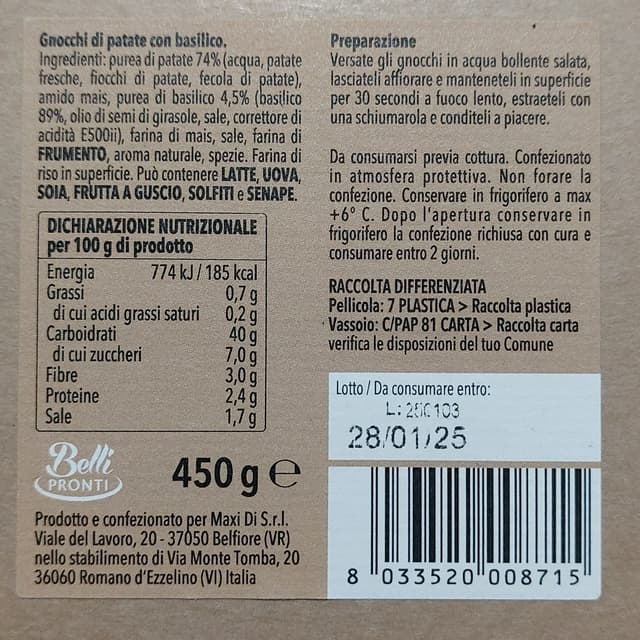 Gnocchi di patate con basilico.
Ingredienti: purea di patate 74% (acqua, patate
fresche, fiocchi di patate, fecola di patate),
amido mais, purea di basilico 4,5% (basilico
89%, olio di semi di girasole, sale, correttore di
acidità E500ii), farina di mais, sale, farina di
FRUMENTO, aroma naturale, spezie. Farina di
riso in superficie. Può contenere LATTE, UOVA,
SOIA, FRUTTA A GUSCIO, SOLFITI e SENAPE.
DICHIARAZIONE NUTRIZIONALE
per 100 g di prodotto
Energia 774 kJ / 185 kcal
Grassi 0,7 g
di cui acidi grassi saturi 0,2 g
Carboidrati 40 g
di cui zuccheri 7,0 g
Fibre 3,0 g
Proteine 2,4 g
Sale 1,7 g
Belli
PRONTI
450 g e
Prodotto e confezionato per Maxi Di S.r.l.
Viale del Lavoro, 20 - 37050 Belfiore (VR)
nello stabilimento di Via Monte Tomba, 20
36060 Romano d'Ezzelino (VI) Italia
Preparazione
Versate gli gnocchi in acqua bollente salata,
lasciateli affiorare e manteneteli in superficie
per 30 secondi a fuoco lento, estraeteli con
una schiumarola e conditeli a piacere.
Da consumarsi previa cottura. Confezionato
in atmosfera protettiva. Non forare la
confezione. Conservare in frigorifero a max
+6° C. Dopo l'apertura conservare in
frigorifero la confezione richiusa con cura e
consumare entro 2 giorni.
RACCOLTA DIFFERENZIATA
Pellicola: 7 PLASTICA > Raccolta plastica
Vassoio: C/PAP 81 CARTA > Raccolta carta
verifica le disposizioni del tuo Comune
Lotto / Da consumare entro:
L:
28/01/25
8 033520 008715